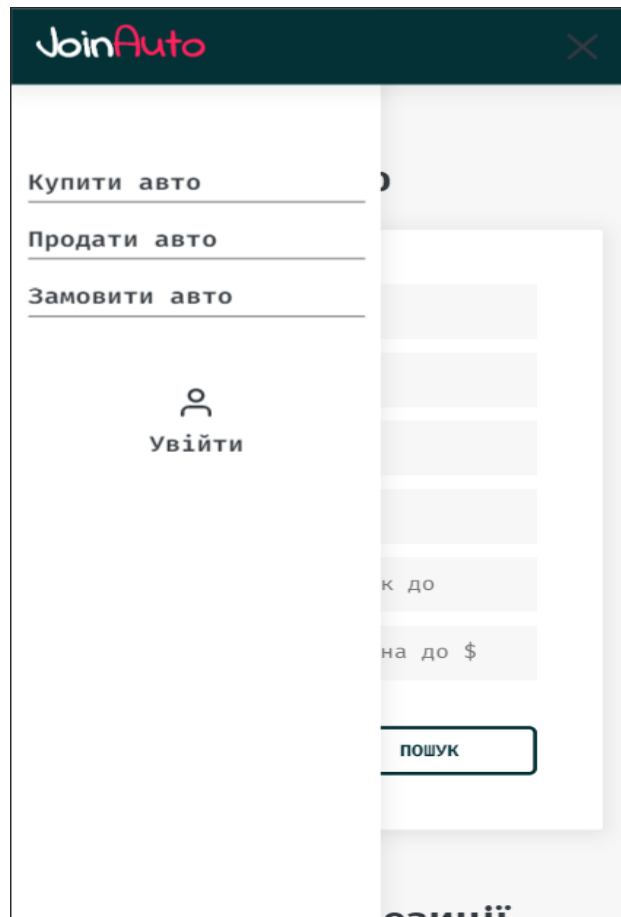 JoinAuto
Купити авто
Продати авто
Замовити авто
Увійти
к до
на до $
ПОШУК